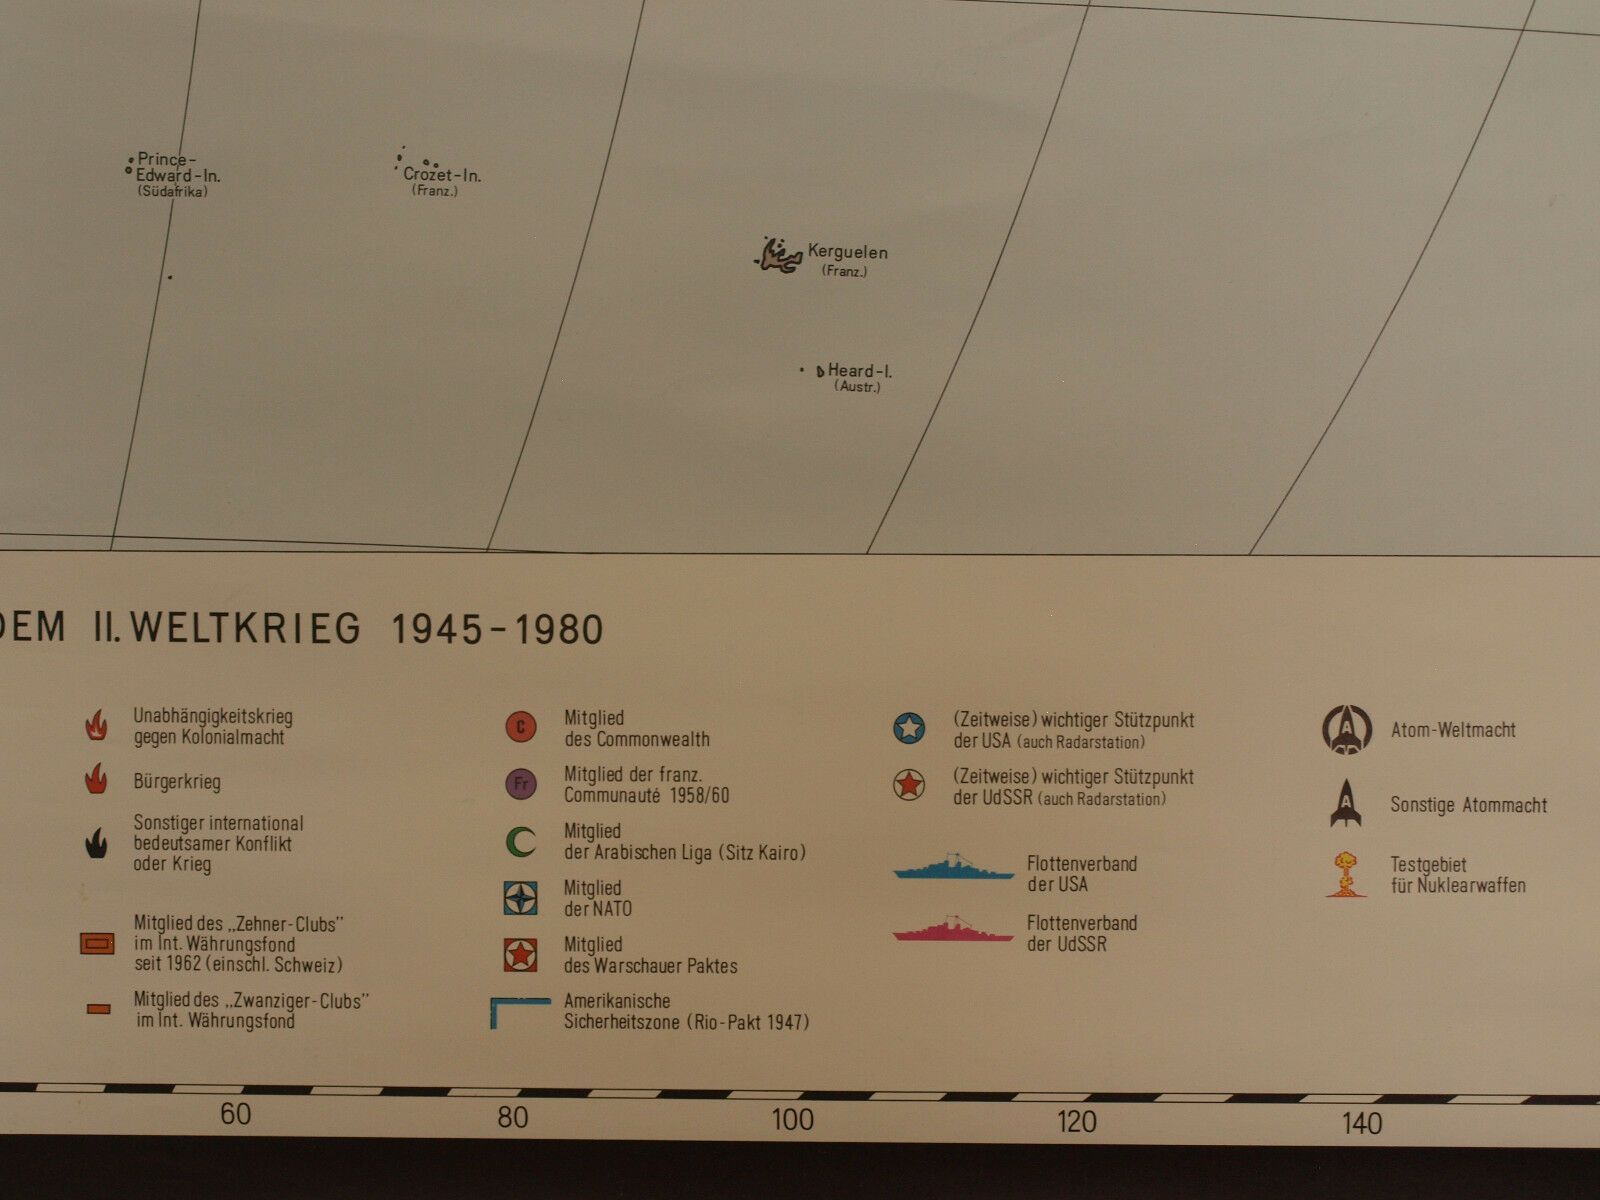 Prince-
Edward-In.
(Südafrika)
Crozet-In.
(Franz.)
Kerguelen
(Franz.)
Heard-I.
(Austr.)
DEM II. WELTKRIEG 1945-1980
Unabhängigkeitskrieg
gegen Kolonialmacht
Bürgerkrieg
Sonstiger international
bedeutsamer Konflikt
oder Krieg
Mitglied des „Zehner-Clubs"
im Int. Währungsfond
seit 1962 (einschl. Schweiz)
Mitglied des „Zwanziger-Clubs"
im Int. Währungsfond
C
Mitglied
des Commonwealth
Fr
Mitglied der franz.
Communauté 1958/60
Mitglied
der Arabischen Liga (Sitz Kairo)
Mitglied
der NATO
Mitglied
des Warschauer Paktes
Amerikanische
Sicherheitszone (Rio-Pakt 1947)
(Zeitweise) wichtiger Stützpunkt
der USA (auch Radarstation)
(Zeitweise) wichtiger Stützpunkt
der UdSSR (auch Radarstation)
Flottenverband
der USA
Flottenverband
der UdSSR
A
Atom-Weltmacht
A
Sonstige Atommacht
Testgebiet
für Nuklearwaffen
60 80 100 120 140